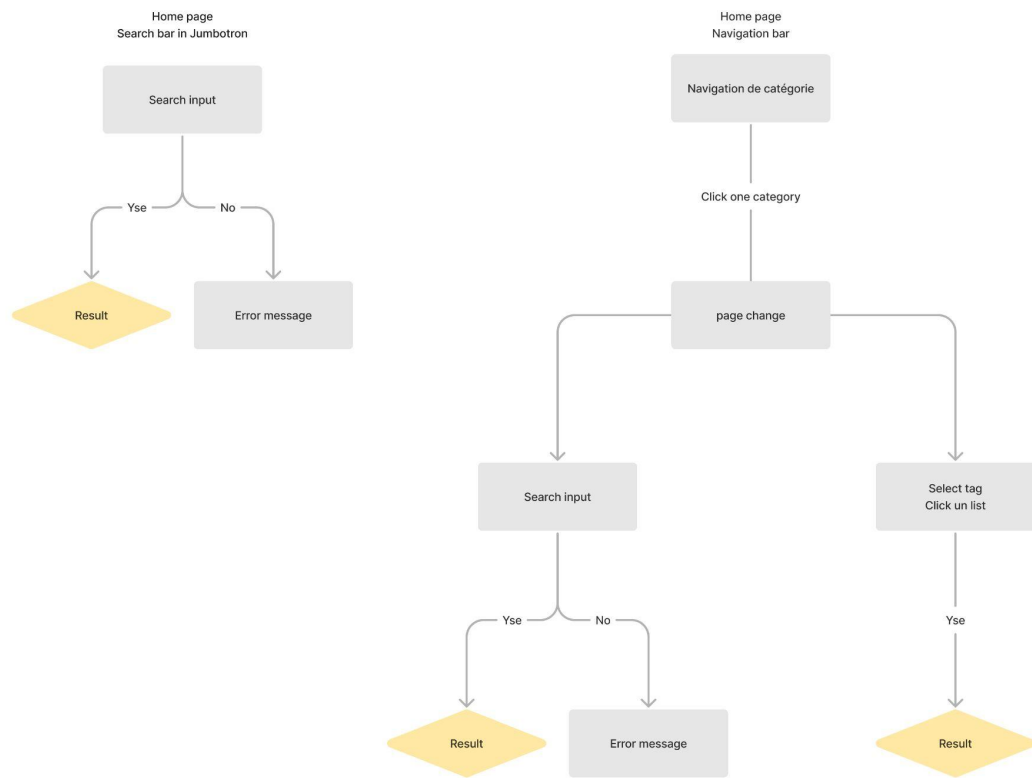 Home page
Search bar in Jumbotron
Search input
Yse
No
Result
Error message
Home page
Navigation bar
Navigation de catégorie
Click one category
page change
Search input
Select tag
Click un list
Yse
No
Yse
Result
Error message
Result